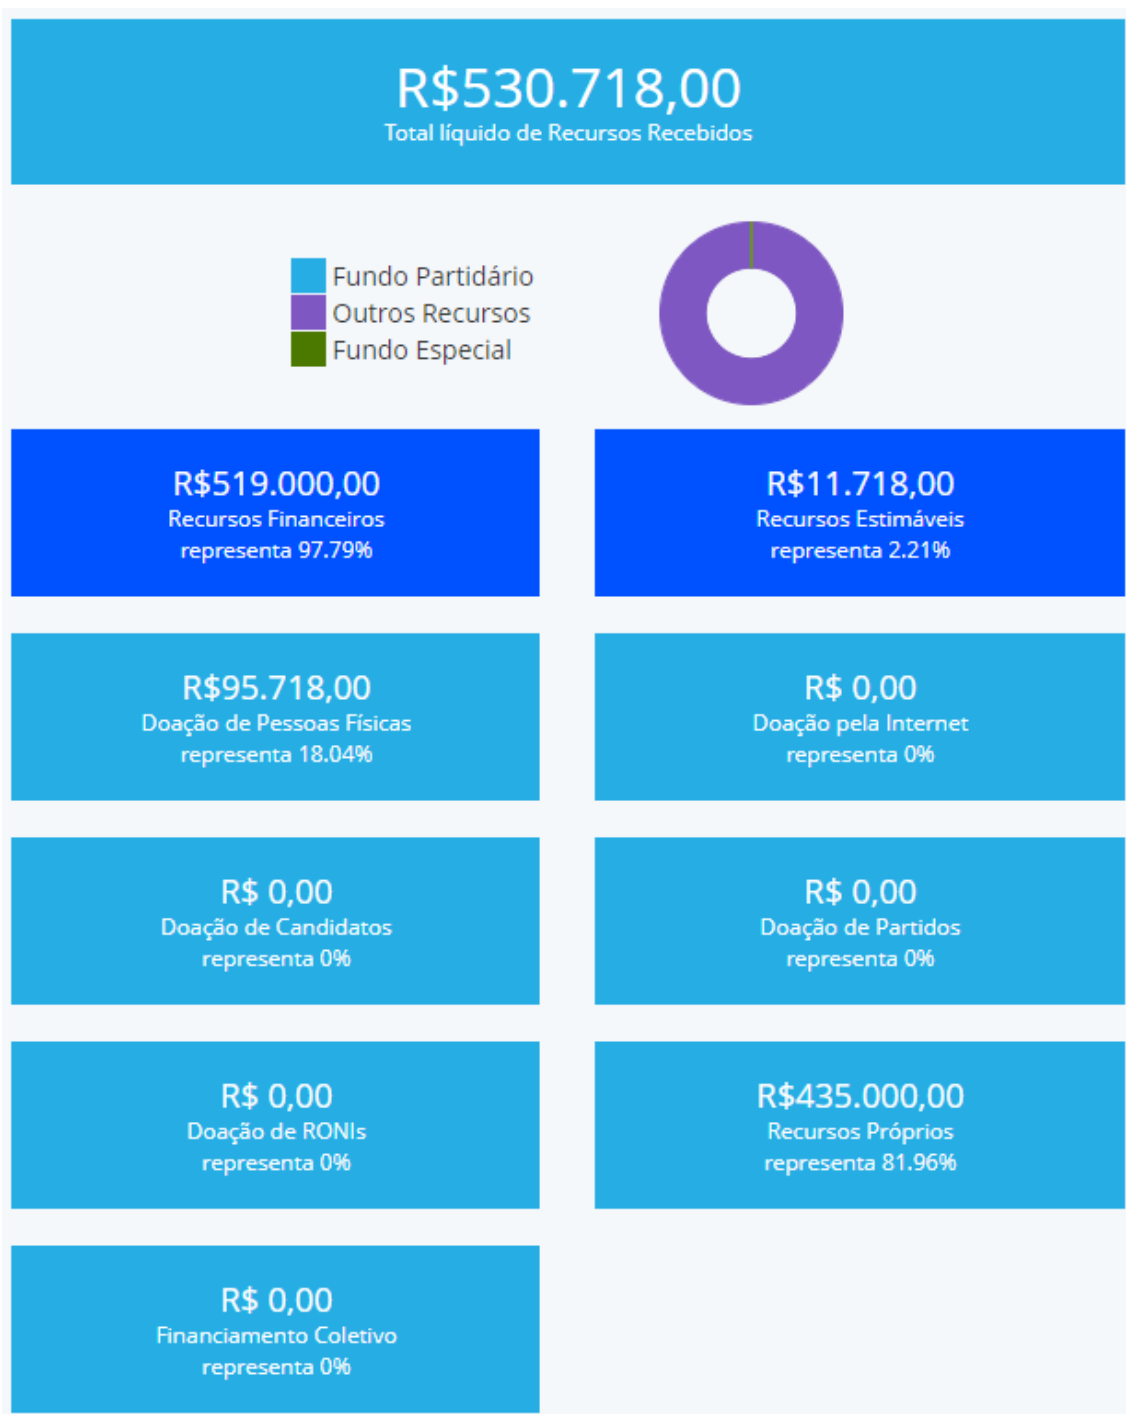 R$530.718,00
Total líquido de Recursos Recebidos
Fundo Partidário
Outros Recursos
Fundo Especial
R$519.000,00
Recursos Financeiros
representa 97.79%
R$11.718,00
Recursos Estimáveis
representa 2.21%
R$95.718,00
Doação de Pessoas Físicas
representa 18.04%
R$ 0,00
Doação pela Internet
representa 0%
R$ 0,00
Doação de Candidatos
representa 0%
R$ 0,00
Doação de Partidos
representa 0%
R$ 0,00
Doação de RONIs
representa 0%
R$435.000,00
Recursos Próprios
representa 81.96%
R$ 0,00
Financiamento Coletivo
representa 0%